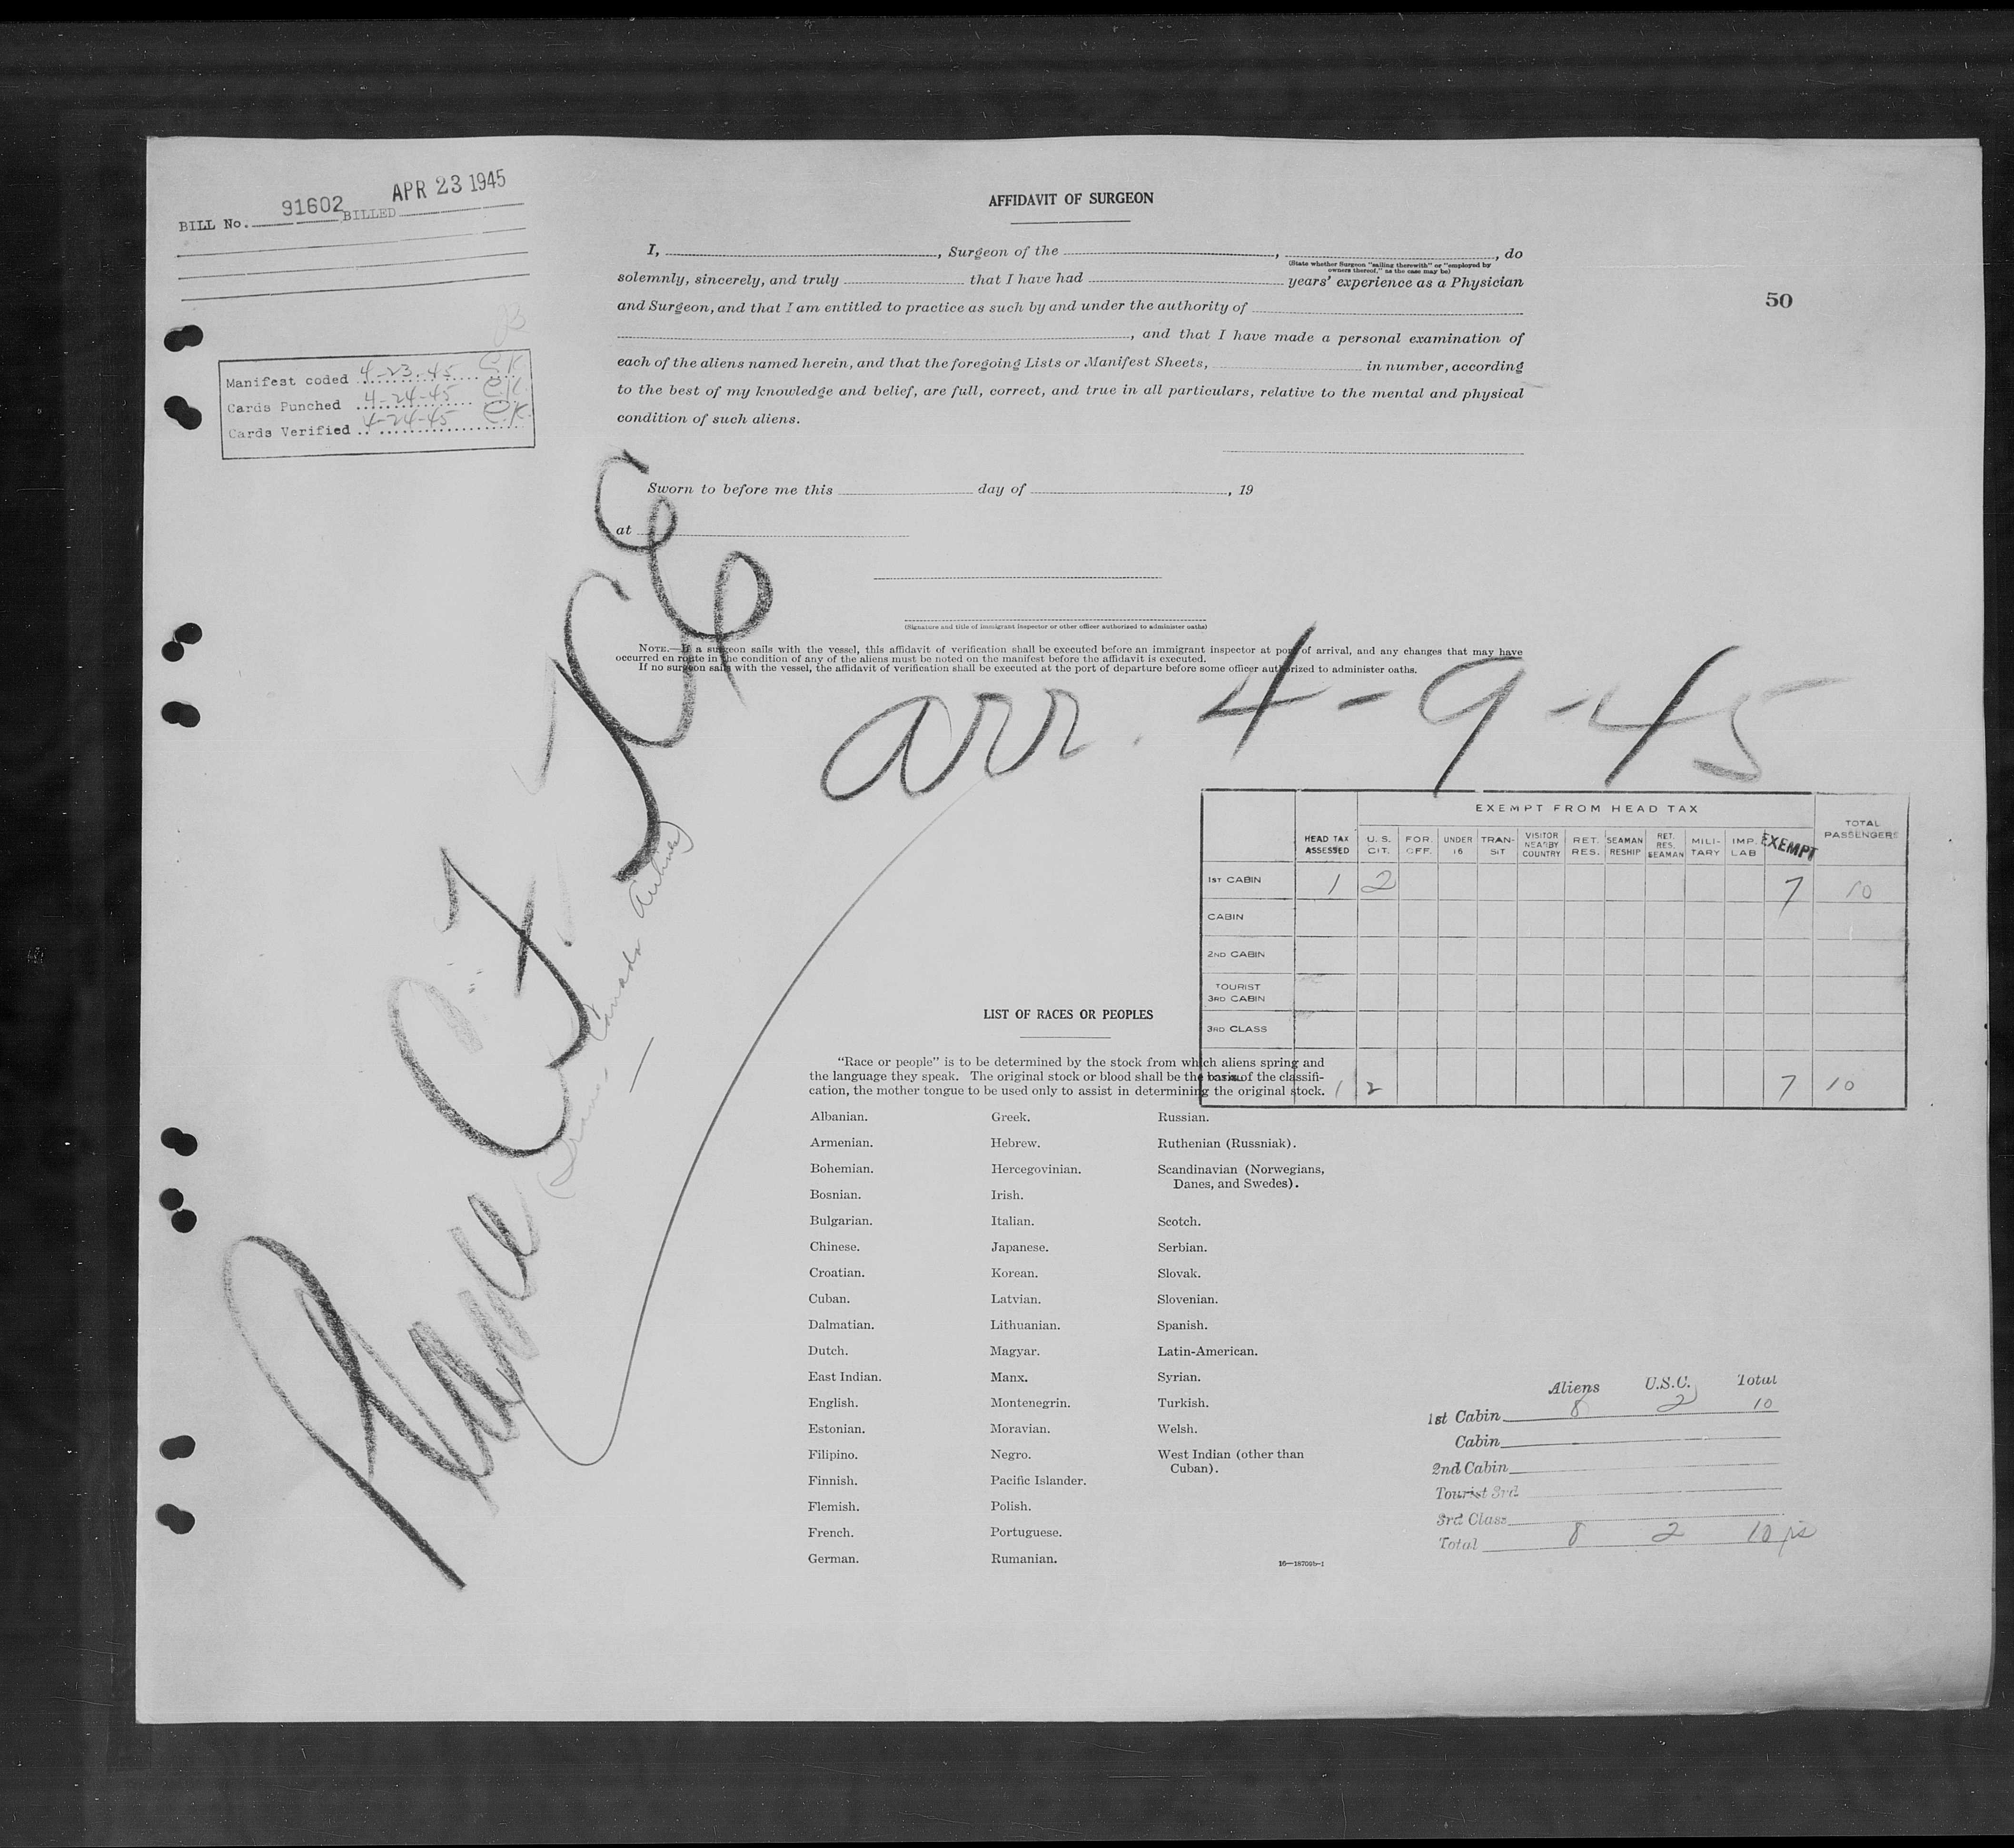 BILL No. 91602 BILLED APR 23 1945
Manifest coded 4-23-45 C.K.
Cards Punched 4-24-45 C.K.
Cards Verified 4-24-45 C.K.
AFFIDAVIT OF SURGEON
50
I, , Surgeon of the , , do
(State whether Surgeon "sailing therewith" or "employed by
owners thereof," as the case may be)
solemnly, sincerely, and truly that I have had years' experience as a Physician
and Surgeon, and that I am entitled to practice as such by and under the authority of
, and that I have made a personal examination of
each of the aliens named herein, and that the foregoing Lists or Manifest Sheets, in number, according
to the best of my knowledge and belief, are full, correct, and true in all particulars, relative to the mental and physical
condition of such aliens.
Sworn to before me this day of , 19
at
(Signature and title of immigrant inspector or other officer authorized to administer oaths)
NOTE.—If a surgeon sails with the vessel, this affidavit of verification shall be executed before an immigrant inspector at port of arrival, and any changes that may have
occurred en route in the condition of any of the aliens must be noted on the manifest before the affidavit is executed.
If no surgeon sails with the vessel, the affidavit of verification shall be executed at the port of departure before some officer authorized to administer oaths.
Plane
arr. 4-9-45
EXEMPT FROM HEAD TAX
HEAD TAX ASSESSED U. S. CIT. FOR. OFF. UNDER 16 TRAN-SIT VISITOR NEARBY COUNTRY RET. RES. SEAMAN RESHIP RET. RES. SEAMAN MILI-TARY IMP. LAB EXEMPT TOTAL PASSENGERS
1ST CABIN 1 2 7 10
CABIN
2ND CABIN
TOURIST
3RD CABIN
3RD CLASS
1 2 7 10
LIST OF RACES OR PEOPLES
"Race or people" is to be determined by the stock from which aliens spring and
the language they speak. The original stock or blood shall be the basis of the classifi-
cation, the mother tongue to be used only to assist in determining the original stock.
Albanian. Greek. Russian.
Armenian. Hebrew. Ruthenian (Russniak).
Bohemian. Hercegovinian. Scandinavian (Norwegians,
Danes, and Swedes).
Bosnian. Irish.
Bulgarian. Italian. Scotch.
Chinese. Japanese. Serbian.
Croatian. Korean. Slovak.
Cuban. Latvian. Slovenian.
Dalmatian. Lithuanian. Spanish.
Dutch. Magyar. Latin-American.
East Indian. Manx. Syrian.
English. Montenegrin. Turkish.
Estonian. Moravian. Welsh.
Filipino. Negro. West Indian (other than
Cuban).
Finnish. Pacific Islander.
Flemish. Polish.
French. Portuguese.
German. Rumanian.
16—18709b-1
Aliens U.S.C. Total
1st Cabin 8 2 10
Cabin
2nd Cabin
Tourist 3rd
3rd Class
Total 8 2 10